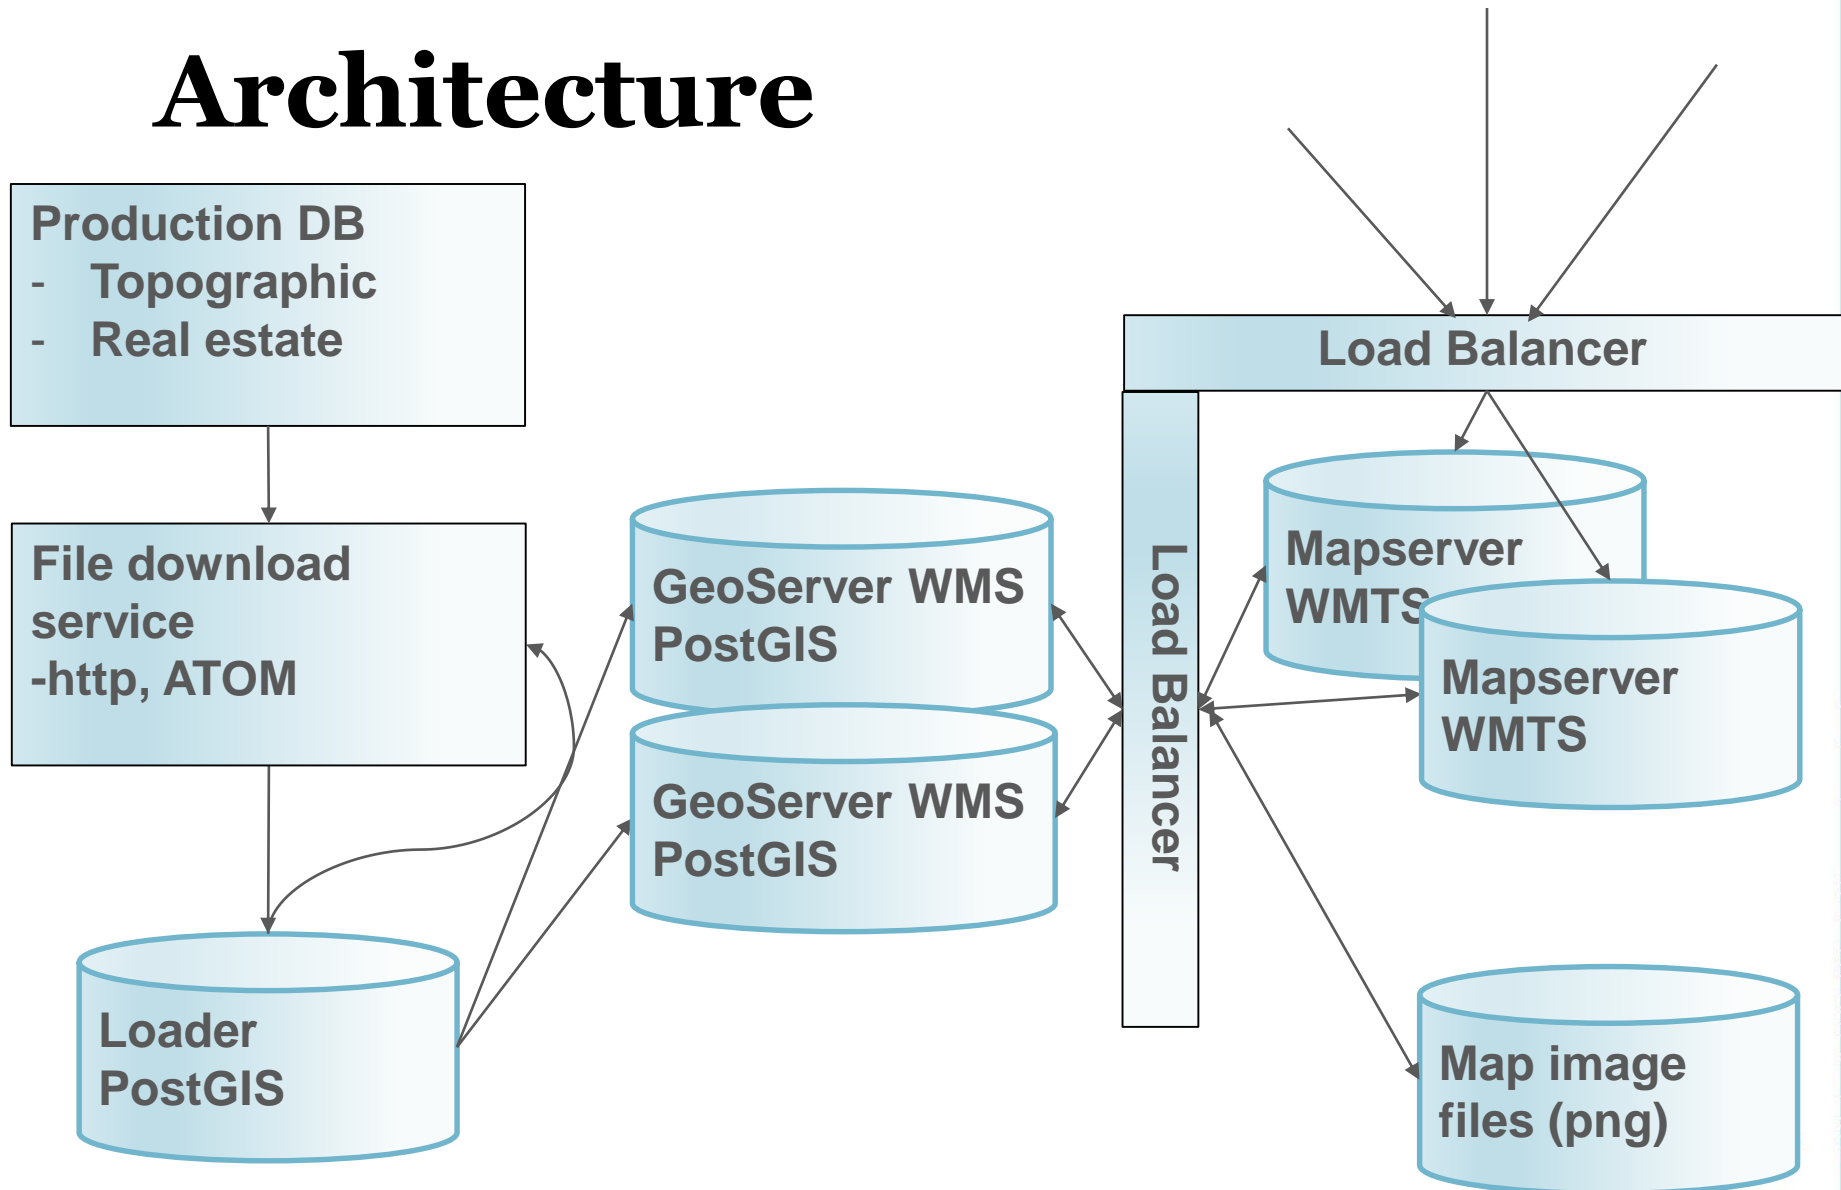 Architecture
Production DB
- Topographic
- Real estate
File download
service
-http, ATOM
Loader
PostGIS
GeoServer WMS
PostGIS
GeoServer WMS
PostGIS
Load Balancer
Load Balancer
Mapserver
WMTS
Mapserver
WMTS
Map image
files (png)